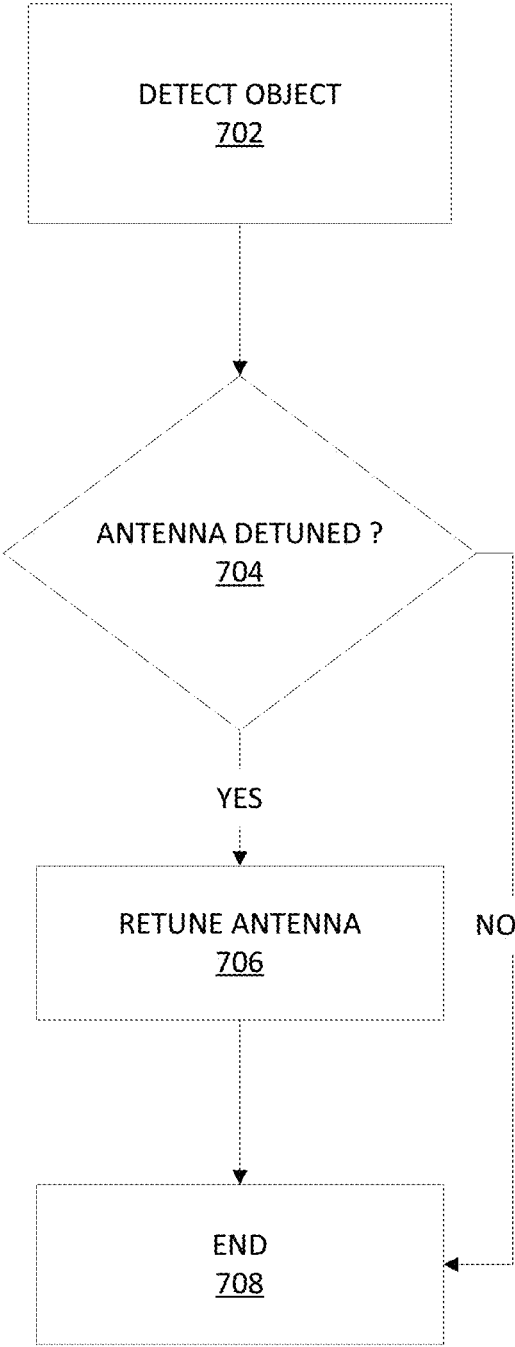 DETECT OBJECT
702
ANTENNA DETUNED ?
704
YES
RETUNE ANTENNA
706
NO
END
708